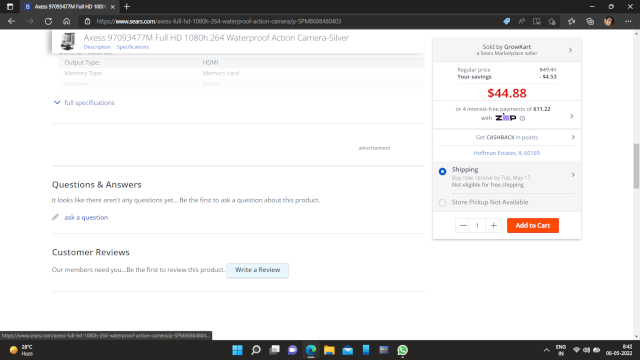 Axess 97093477M Full HD 1080h.2
https://www.sears.com/axess-full-hd-1080h-264-waterproof-action-camera/p-SPM8688480403
Axess 97093477M Full HD 1080h.264 Waterproof Action Camera-Silver
Description Specifications
Output Type: HDMI
Memory Type: Memory card
full specifications
advertisement
Questions & Answers
It looks like there aren't any questions yet... Be the first to ask a question about this product.
ask a question
Customer Reviews
Our members need you...Be the first to review this product. Write a Review
Sold by GrowKart
a Sears Marketplace seller
Regular price $49.41
Your savings - $4.53
$44.88
or 4 interest-free payments of $11.22
with ZIP
Get CASHBACK in points
Hoffman Estates, IL 60169
Shipping
Buy now, receive by Tue, May 17
Not eligible for free shipping
Store Pickup Not Available
1
Add to Cart
https://www.sears.com/axess-full-hd-1080h-264-waterproof-action-camera/p-SPM86884804...
28°C
Haze
ENG
IN
8:42
06-05-2022